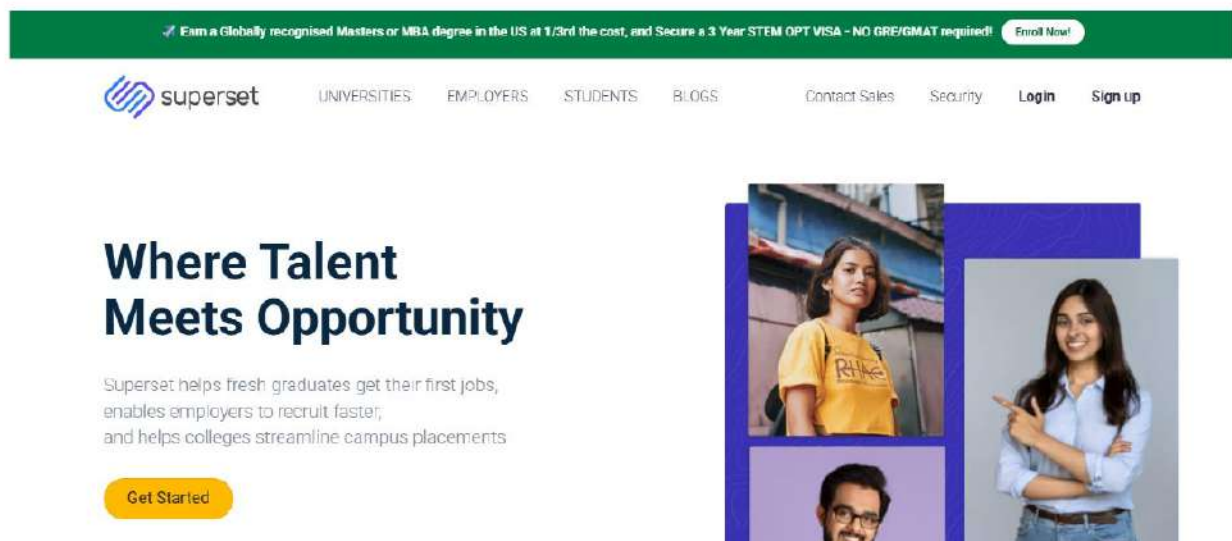 Earn a Globally recognised Masters or MBA degree in the US at 1/3rd the cost, and Secure a 3 Year STEM OPT VISA - NO GRE/GMAT required! Enroll Now!
superset UNIVERSITIES EMPLOYERS STUDENTS BLOGS Contact Sales Security Login Sign up
Where Talent
Meets Opportunity
RHAC
Superset helps fresh graduates get their first jobs,
enables employers to recruit faster,
and helps colleges streamline campus placements
Get Started